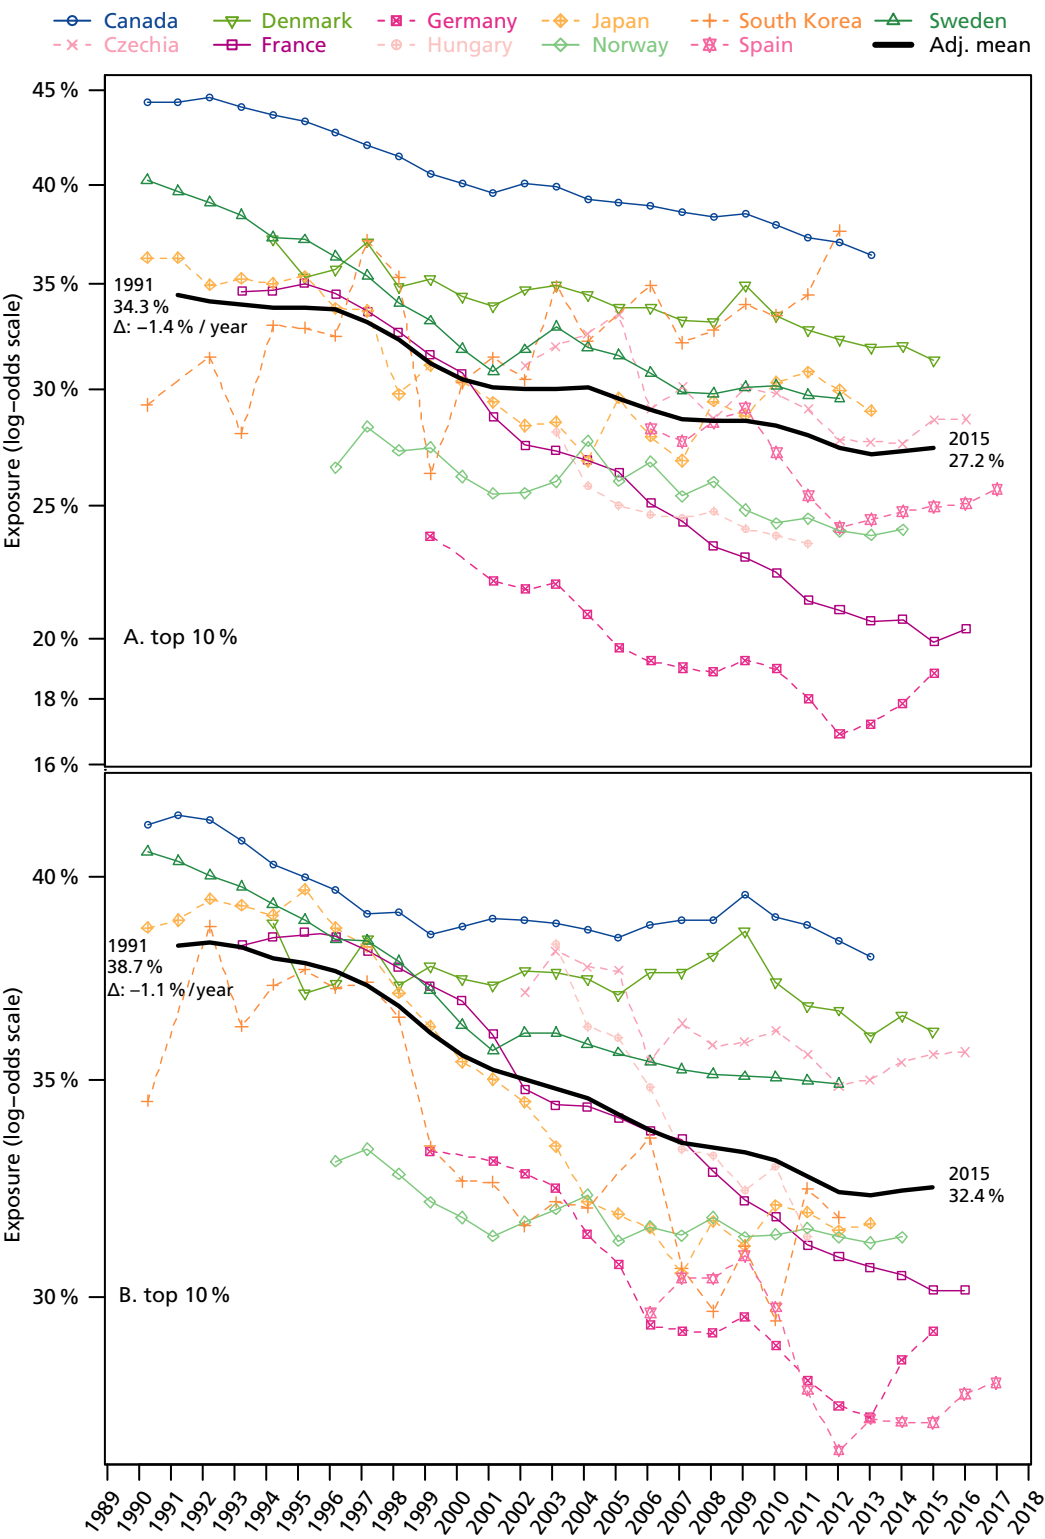 Canada Denmark Germany Japan South Korea Sweden
Czechia France Hungary Norway Spain Adj. mean
Exposure (log–odds scale)
45 %
40 %
35 %
30 %
25 %
20 %
18 %
16 %
1991
34.3 %
Δ: −1.4 % / year
2015
27.2 %
A. top 10 %
Exposure (log–odds scale)
40 %
35 %
30 %
1991
38.7 %
Δ: −1.1 % / year
2015
32.4 %
B. top 10 %
1989 1990 1991 1992 1993 1994 1995 1996 1997 1998 1999 2000 2001 2002 2003 2004 2005 2006 2007 2008 2009 2010 2011 2012 2013 2014 2015 2016 2017 2018